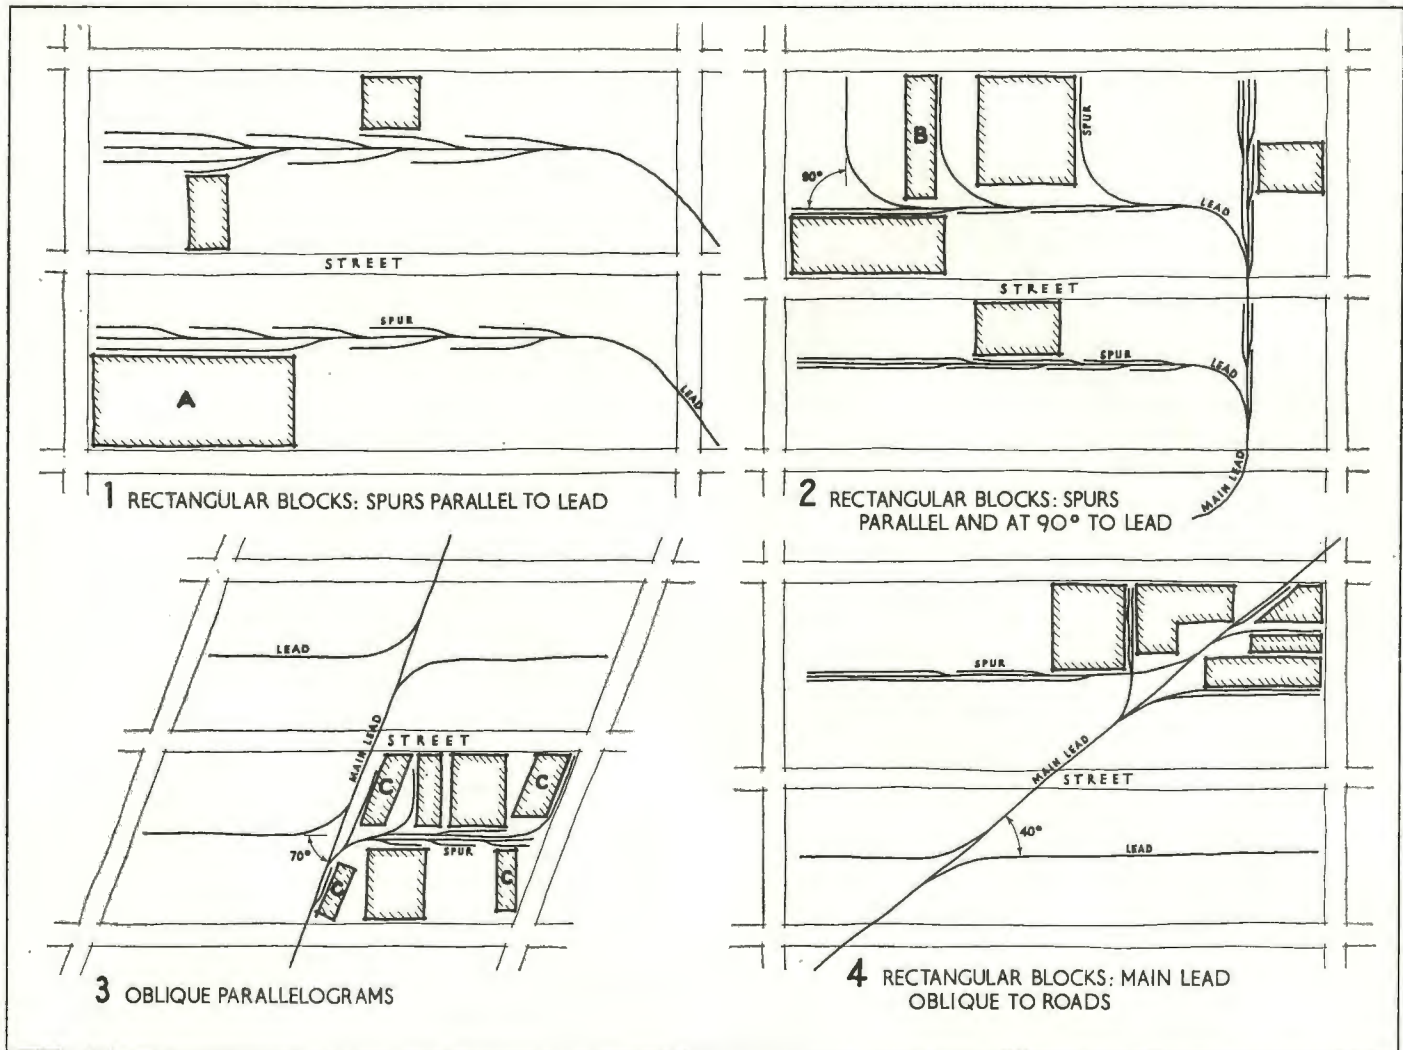 STREET
SPUR
A
LEAD
1 RECTANGULAR BLOCKS: SPURS PARALLEL TO LEAD
B
SPUR
90°
LEAD
STREET
SPUR
LEAD
MAIN LEAD
2 RECTANGULAR BLOCKS: SPURS
PARALLEL AND AT 90° TO LEAD
LEAD
MAIN LEAD
STREET
C
C
70°
SPUR
C
C
3 OBLIQUE PARALLELOGRAMS
SPUR
MAIN LEAD
STREET
40°
LEAD
4 RECTANGULAR BLOCKS: MAIN LEAD
OBLIQUE TO ROADS